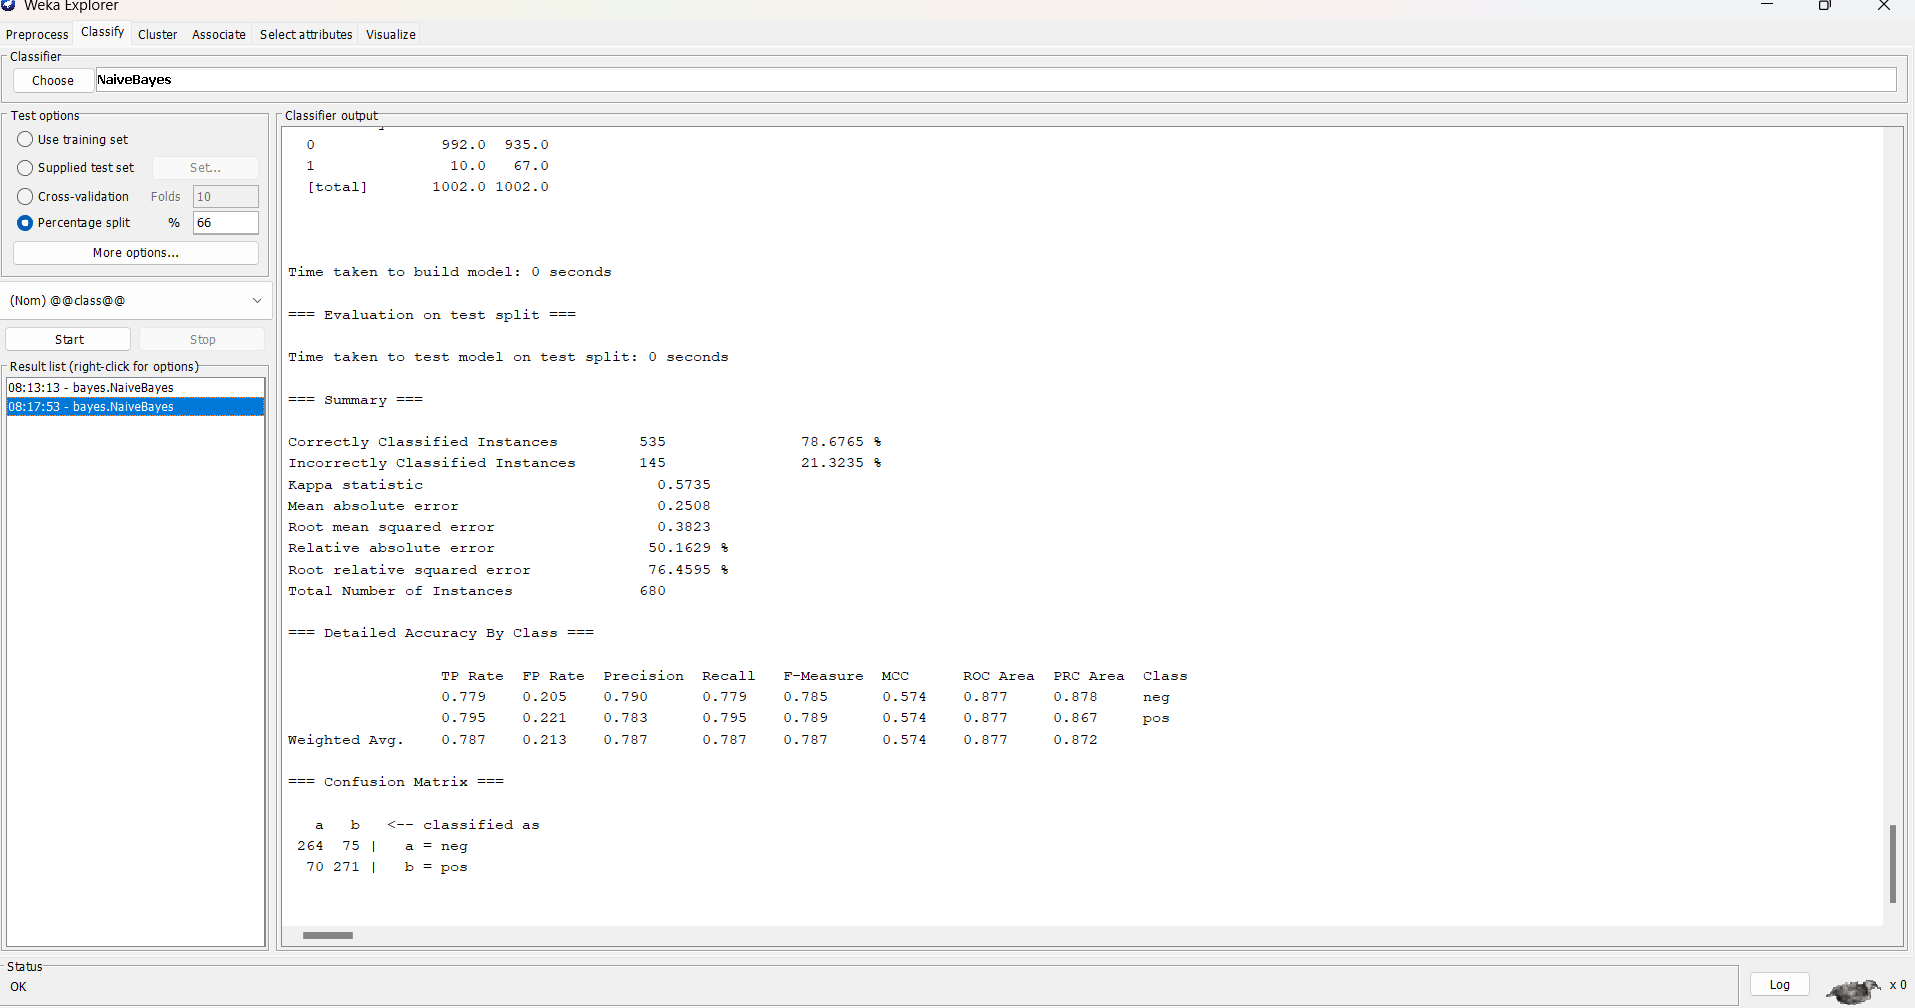 Weka Explorer
Preprocess Classify Cluster Associate Select attributes Visualize
Classifier
Choose NaiveBayes
Test options
Use training set
Supplied test set Set...
Cross-validation Folds 10
Percentage split % 66
More options...
(Nom) @@class@@
Start Stop
Result list (right-click for options)
08:13:13 - bayes.NaiveBayes
08:17:53 - bayes.NaiveBayes
Classifier output
0 992.0 935.0
1 10.0 67.0
[total] 1002.0 1002.0
Time taken to build model: 0 seconds
=== Evaluation on test split ===
Time taken to test model on test split: 0 seconds
=== Summary ===
Correctly Classified Instances 535 78.6765 %
Incorrectly Classified Instances 145 21.3235 %
Kappa statistic 0.5735
Mean absolute error 0.2508
Root mean squared error 0.3823
Relative absolute error 50.1629 %
Root relative squared error 76.4595 %
Total Number of Instances 680
=== Detailed Accuracy By Class ===
TP Rate FP Rate Precision Recall F-Measure MCC ROC Area PRC Area Class
0.779 0.205 0.790 0.779 0.785 0.574 0.877 0.878 neg
0.795 0.221 0.783 0.795 0.789 0.574 0.877 0.867 pos
Weighted Avg. 0.787 0.213 0.787 0.787 0.787 0.574 0.877 0.872
=== Confusion Matrix ===
a b <-- classified as
264 75 | a = neg
70 271 | b = pos
Status
OK
Log x 0